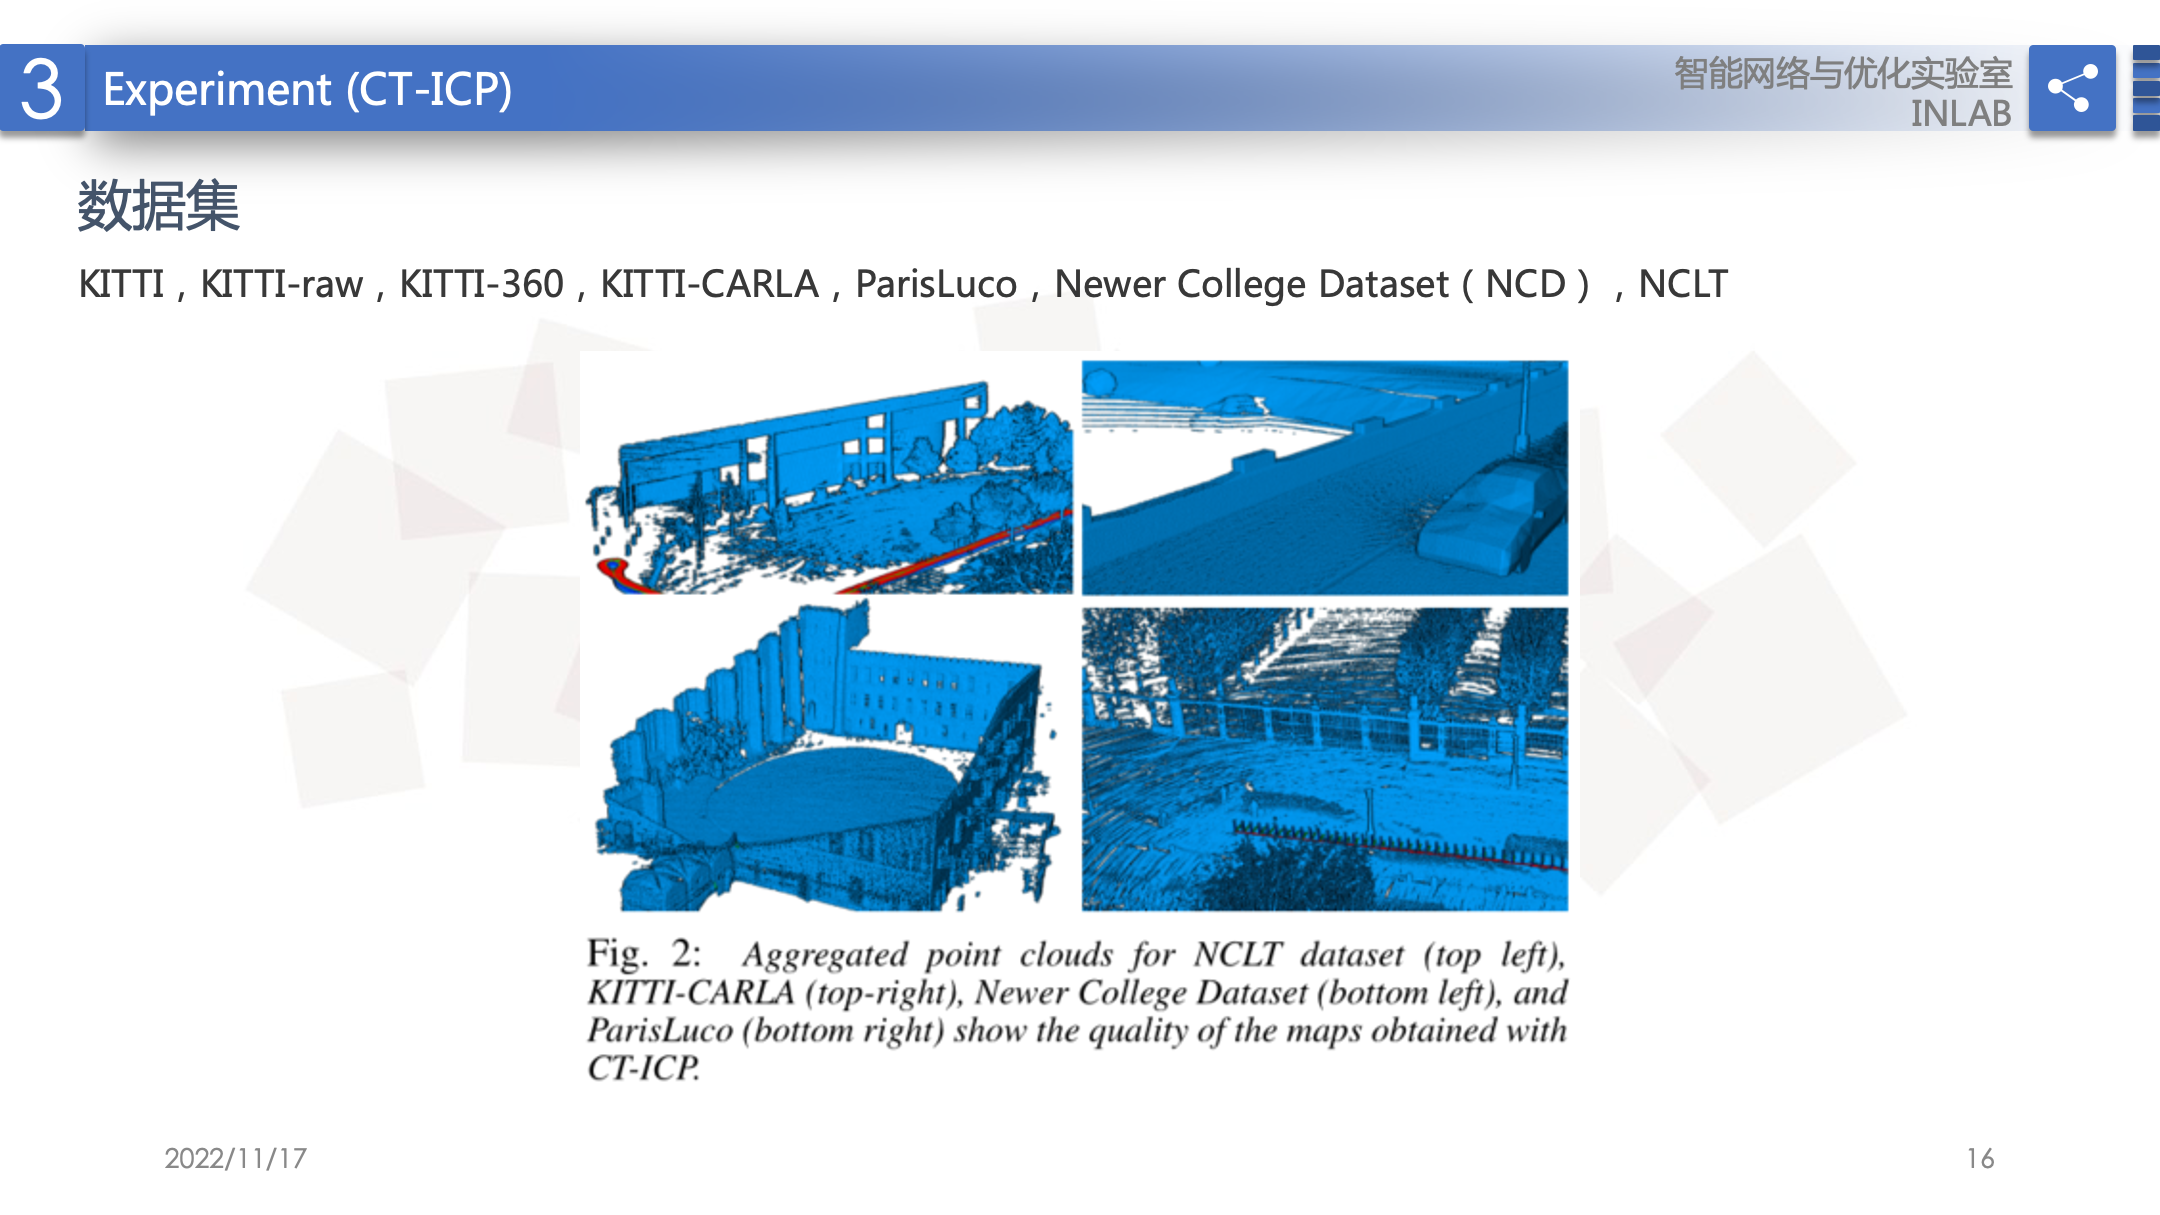 3
Experiment (CT-ICP)
智能网络与优化实验室
INLAB
数据集
KITTI，KITTI-raw，KITTI-360，KITTI-CARLA，ParisLuco，Newer College Dataset（NCD），NCLT
Fig. 2: Aggregated point clouds for NCLT dataset (top left),
KITTI-CARLA (top-right), Newer College Dataset (bottom left), and
ParisLuco (bottom right) show the quality of the maps obtained with
CT-ICP.
2022/11/17
16